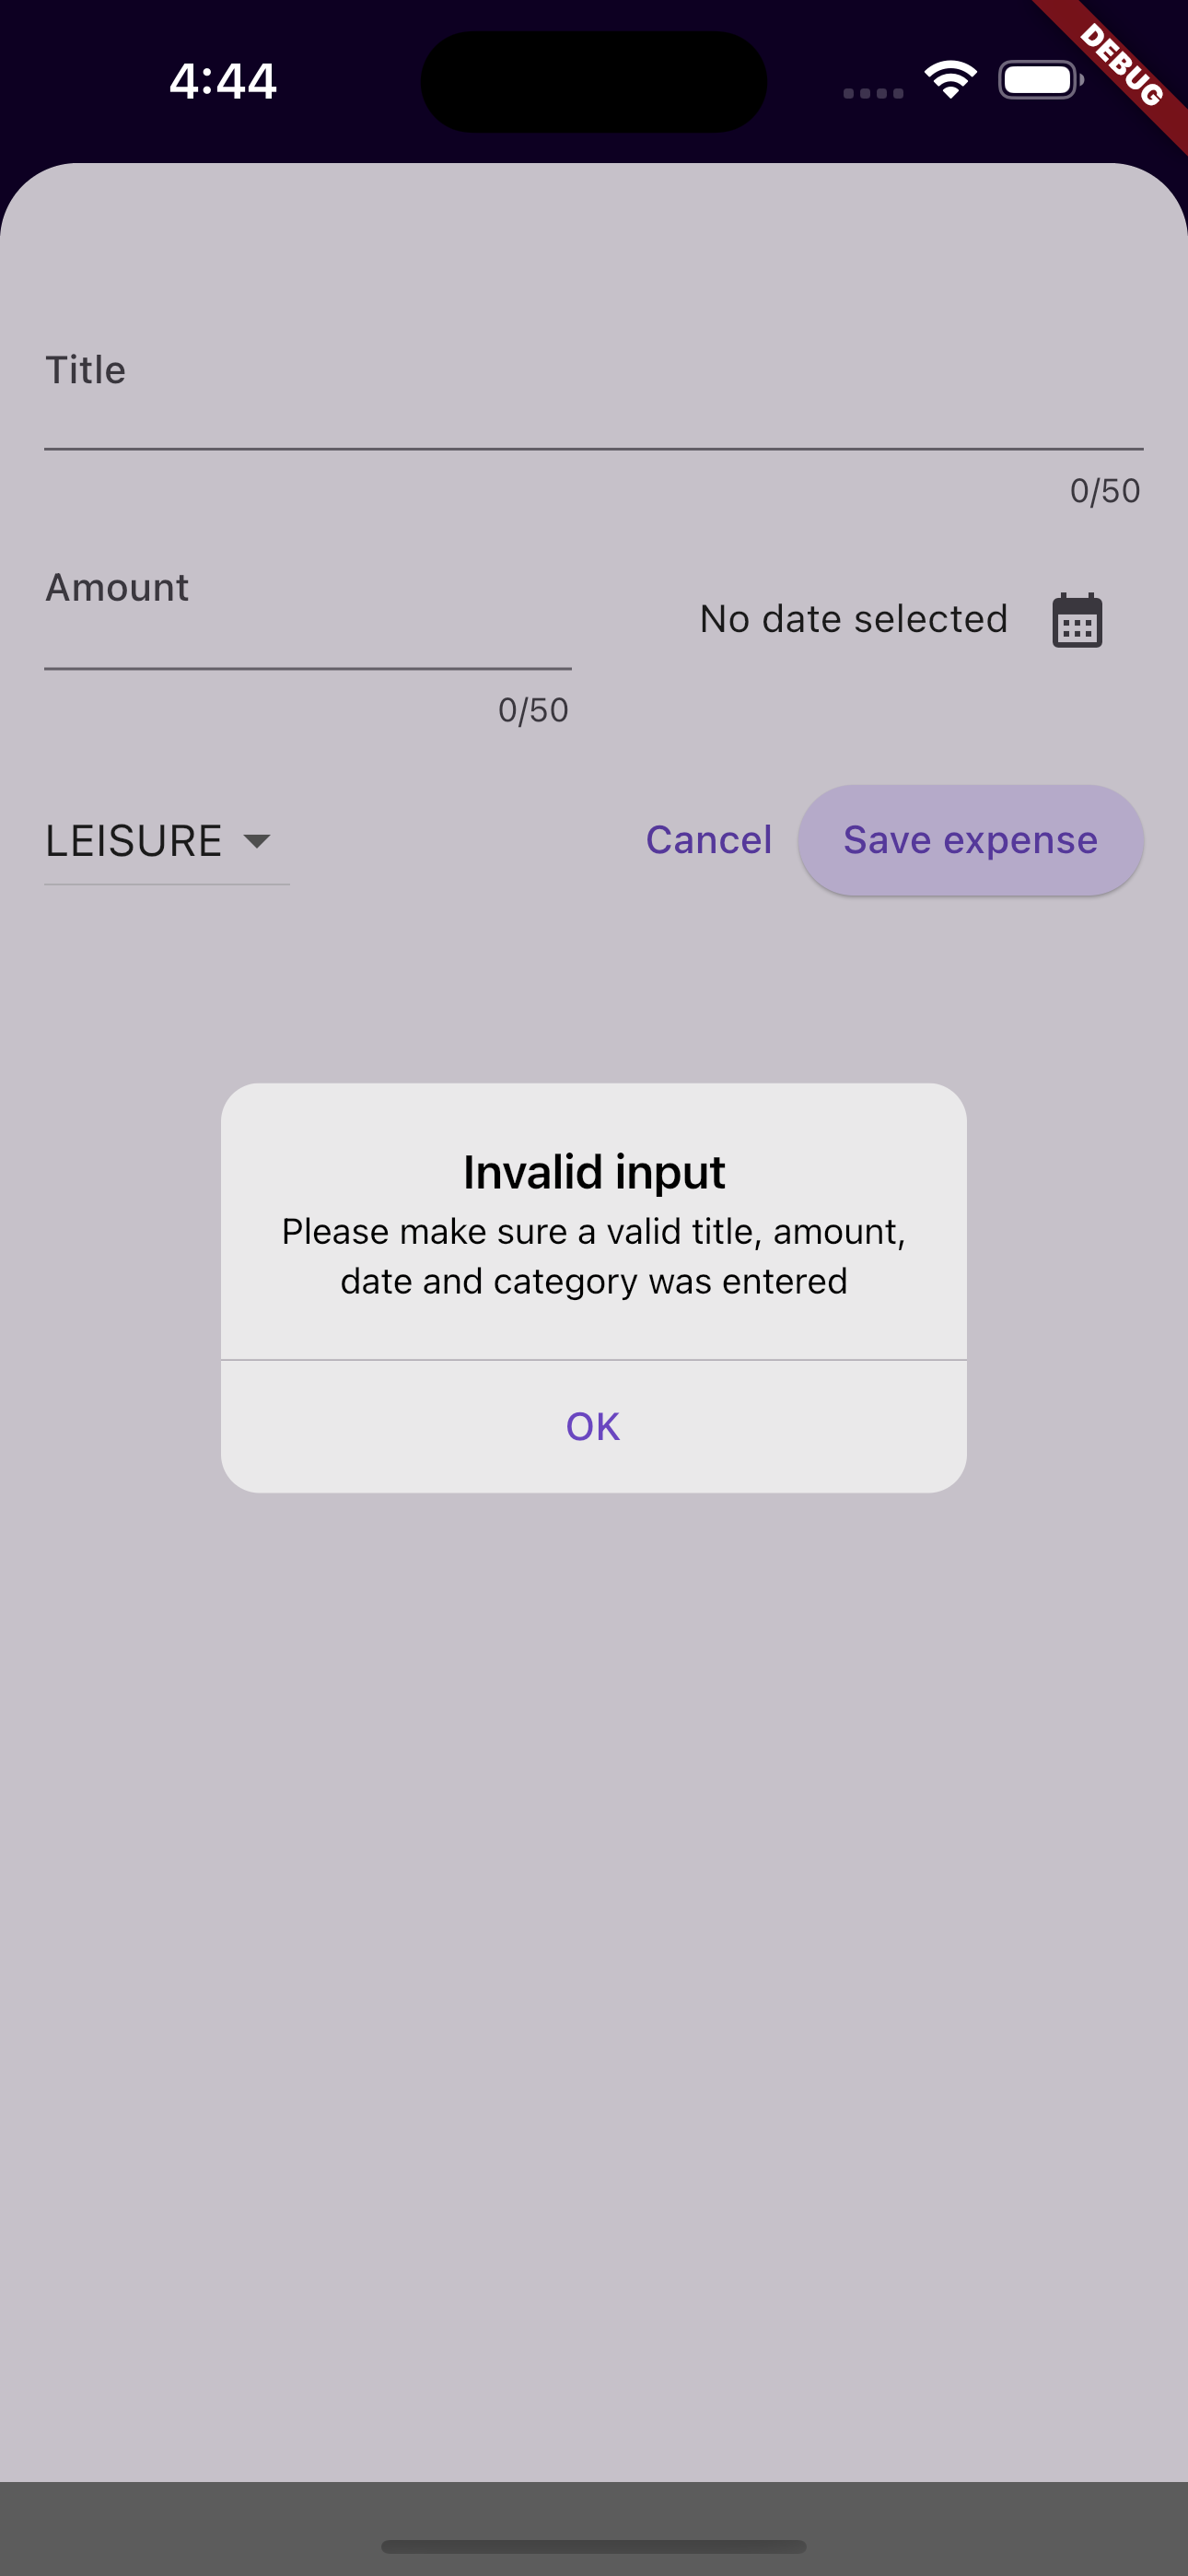 4:44
DEBUG
Title
0/50
Amount
No date selected
0/50
LEISURE
Cancel
Save expense
Invalid input
Please make sure a valid title, amount,
date and category was entered
OK